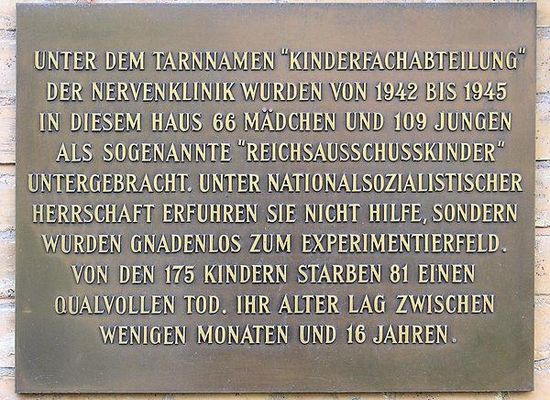 UNTER DEM TARNNAMEN "KINDERFACHABTEILUNG"
DER NERVENKLINIK WURDEN VON 1942 BIS 1945
IN DIESEM HAUS 66 MÄDCHEN UND 109 JUNGEN
ALS SOGENANNTE "REICHSAUSSCHUSSKINDER"
UNTERGEBRACHT. UNTER NATIONALSOZIALISTISCHER
HERRSCHAFT ERFUHREN SIE NICHT HILFE, SONDERN
WURDEN GNADENLOS ZUM EXPERIMENTIERFELD.
VON DEN 175 KINDERN STARBEN 81 EINEN
QUALVOLLEN TOD. IHR ALTER LAG ZWISCHEN
WENIGEN MONATEN UND 16 JAHREN.